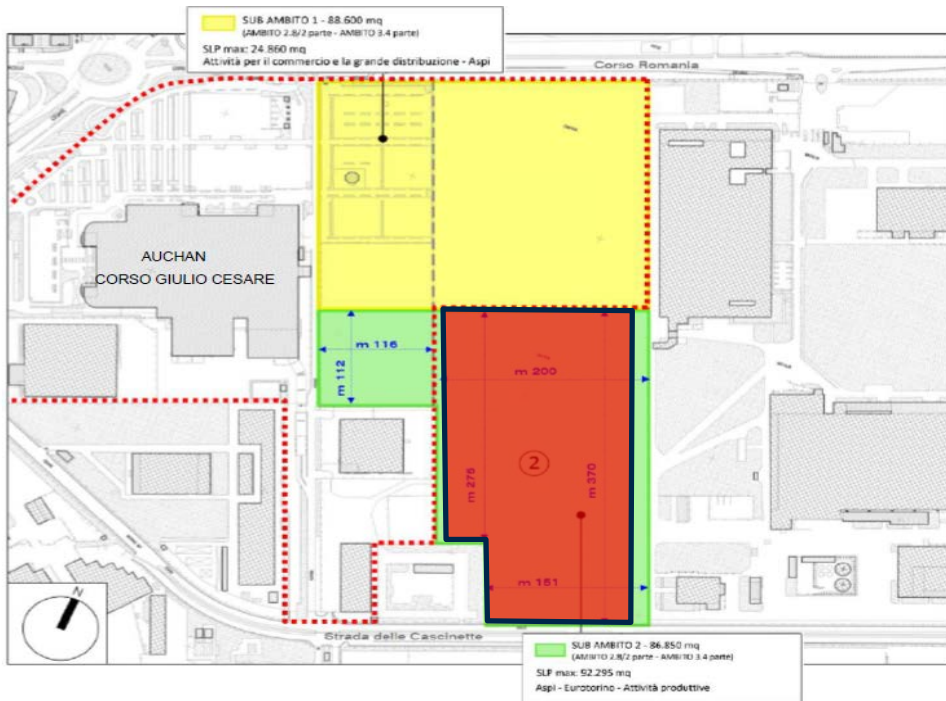 SUB AMBITO 1 - 88.600 mq
(AMBITO 2.8/2 parte - AMBITO 3.4 parte)
SLP max: 24.860 mq
Attività per il commercio e la grande distribuzione - Aspi
Corso Romania
AUCHAN
CORSO GIULIO CESARE
m 116
m 112
m 200
2
m 276
m 370
m 161
N
Strada delle Cascinette
SUB AMBITO 2 - 86.850 mq
(AMBITO 2.8/2 parte - AMBITO 3.4 parte)
SLP max: 92.295 mq
Aspi - Eurotorino - Attività produttive